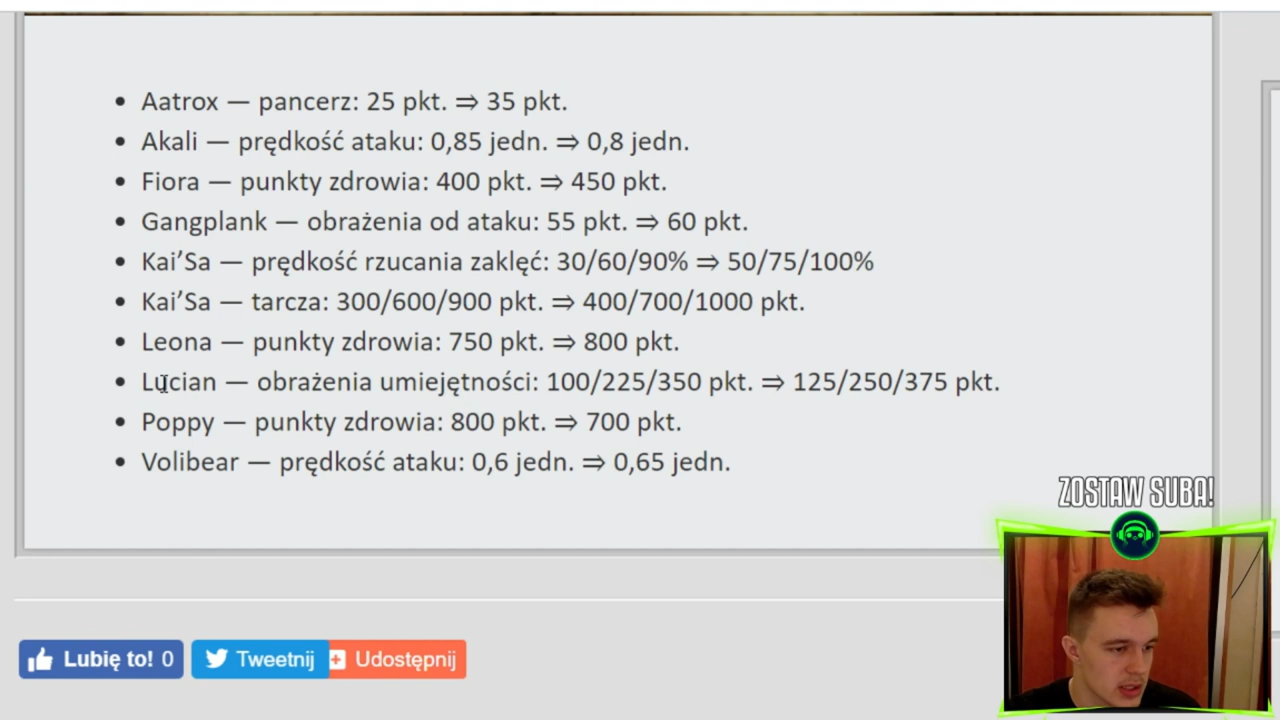 Aatrox — pancerz: 25 pkt. ⇒ 35 pkt.
Akali — prędkość ataku: 0,85 jedn. ⇒ 0,8 jedn.
Fiora — punkty zdrowia: 400 pkt. ⇒ 450 pkt.
Gangplank — obrażenia od ataku: 55 pkt. ⇒ 60 pkt.
Kai’Sa — prędkość rzucania zaklęć: 30/60/90% ⇒ 50/75/100%
Kai’Sa — tarcza: 300/600/900 pkt. ⇒ 400/700/1000 pkt.
Leona — punkty zdrowia: 750 pkt. ⇒ 800 pkt.
Lucian — obrażenia umiejętności: 100/225/350 pkt. ⇒ 125/250/375 pkt.
Poppy — punkty zdrowia: 800 pkt. ⇒ 700 pkt.
Volibear — prędkość ataku: 0,6 jedn. ⇒ 0,65 jedn.
ZOSTAW SUBA!
Lubię to! 0 Tweetnij Udostępnij